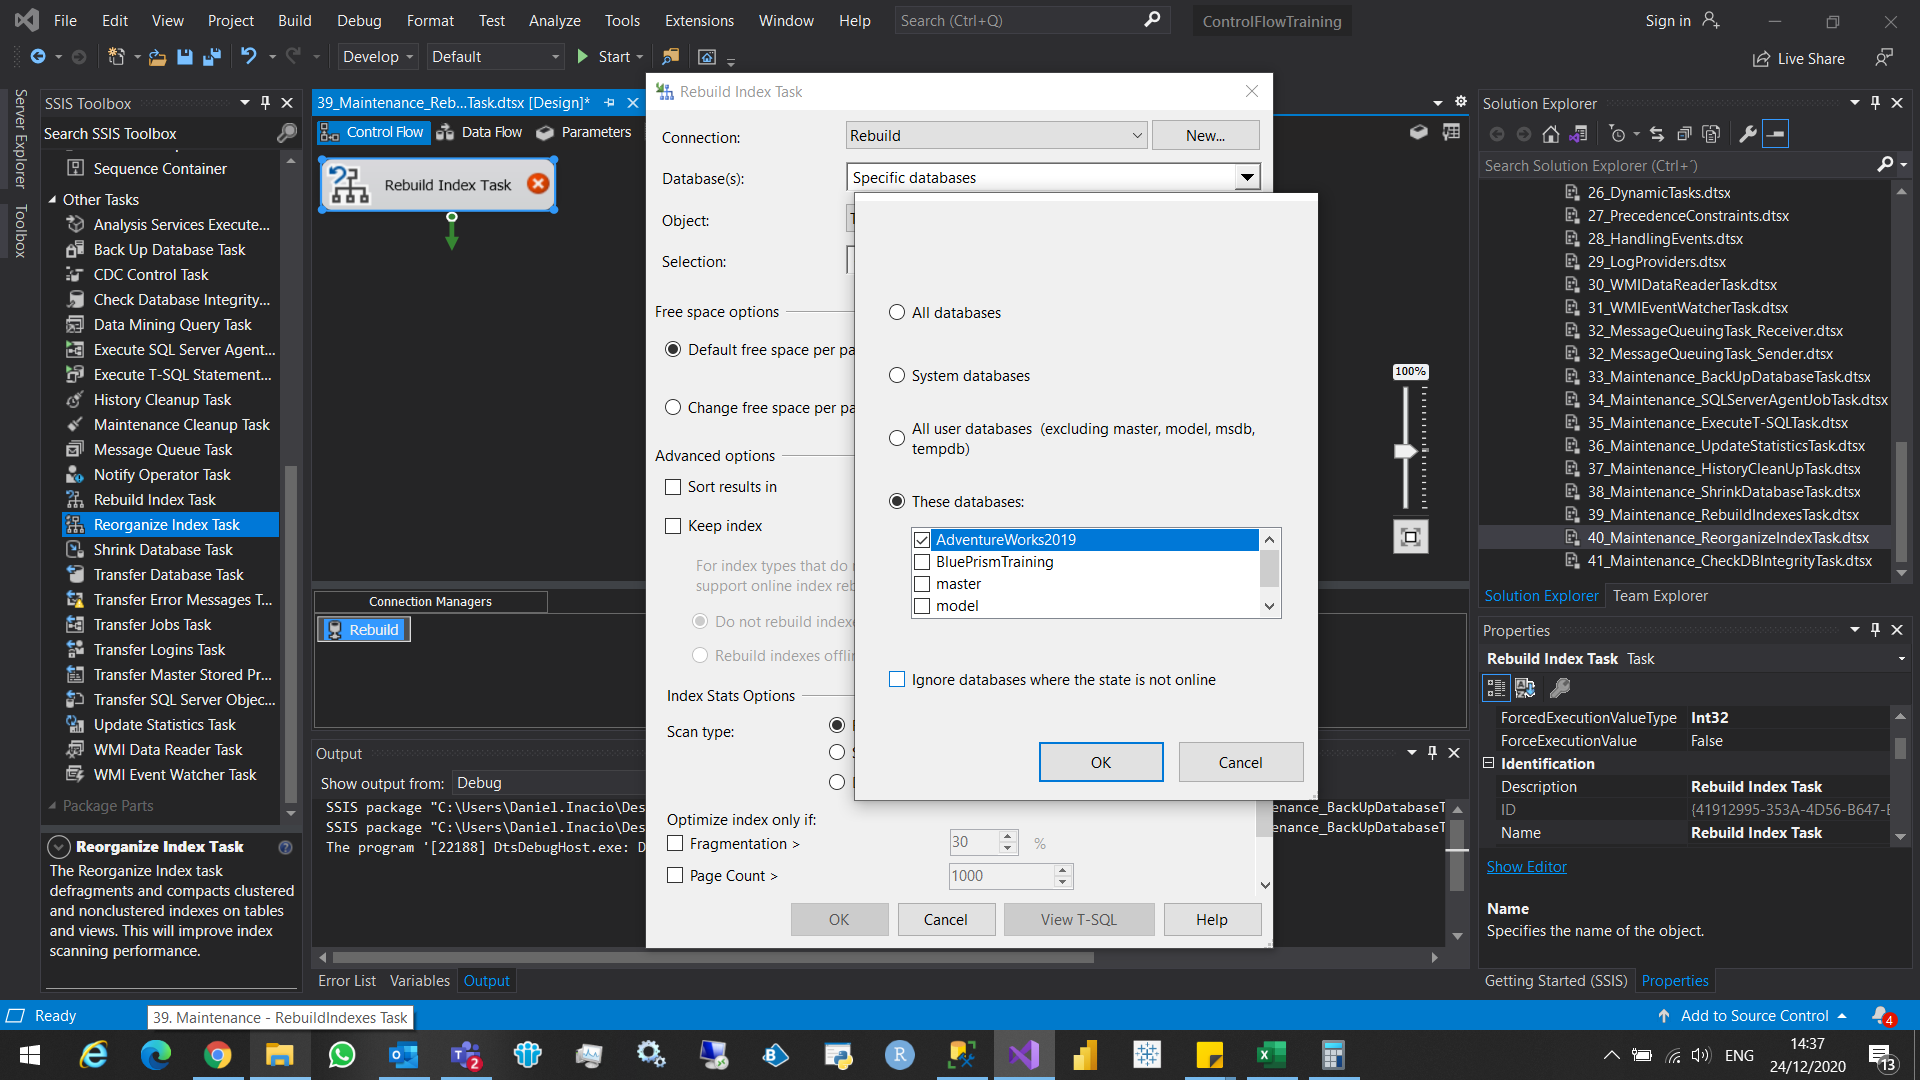 File Edit View Project Build Debug Format Test Analyze Tools Extensions Window Help Search (Ctrl+Q) ControlFlowTraining Sign in
Develop Default Start Live Share
Server Explorer
Toolbox
SSIS Toolbox
Search SSIS Toolbox
Sequence Container
Other Tasks
Analysis Services Execute...
Back Up Database Task
CDC Control Task
Check Database Integrity...
Data Mining Query Task
Execute SQL Server Agent...
Execute T-SQL Statement...
History Cleanup Task
Maintenance Cleanup Task
Message Queue Task
Notify Operator Task
Rebuild Index Task
Reorganize Index Task
Shrink Database Task
Transfer Database Task
Transfer Error Messages T...
Transfer Jobs Task
Transfer Logins Task
Transfer Master Stored Pr...
Transfer SQL Server Objec...
Update Statistics Task
WMI Data Reader Task
WMI Event Watcher Task
Package Parts
Reorganize Index Task
The Reorganize Index task
defragments and compacts clustered
and nonclustered indexes on tables
and views. This will improve index
scanning performance.
39_Maintenance_Reb...Task.dtsx [Design]*
Control Flow Data Flow Parameters
Rebuild Index Task
100%
Connection Managers
Rebuild
Output
Show output from: Debug
SSIS package "C:\Users\Daniel.Inacio\Des
SSIS package "C:\Users\Daniel.Inacio\Des
The program '[22188] DtsDebugHost.exe: D
enance_BackUpDatabaseT
enance_BackUpDatabaseT
Error List Variables Output
Rebuild Index Task
Connection: Rebuild New...
Database(s): Specific databases
Object:
Selection:
Free space options
Default free space per pa
Change free space per pa
Advanced options
Sort results in
Keep index
For index types that do
support online index reb
Do not rebuild indexe
Rebuild indexes offlin
Index Stats Options
Scan type:
Optimize index only if:
Fragmentation > 30 %
Page Count > 1000
OK Cancel View T-SQL Help
All databases
System databases
All user databases (excluding master, model, msdb,
tempdb)
These databases:
AdventureWorks2019
BluePrismTraining
master
model
Ignore databases where the state is not online
OK Cancel
Solution Explorer
Search Solution Explorer (Ctrl+´)
26_DynamicTasks.dtsx
27_PrecedenceConstraints.dtsx
28_HandlingEvents.dtsx
29_LogProviders.dtsx
30_WMIDataReaderTask.dtsx
31_WMIEventWatcherTask.dtsx
32_MessageQueuingTask_Receiver.dtsx
32_MessageQueuingTask_Sender.dtsx
33_Maintenance_BackUpDatabaseTask.dtsx
34_Maintenance_SQLServerAgentJobTask.dtsx
35_Maintenance_ExecuteT-SQLTask.dtsx
36_Maintenance_UpdateStatisticsTask.dtsx
37_Maintenance_HistoryCleanUpTask.dtsx
38_Maintenance_ShrinkDatabaseTask.dtsx
39_Maintenance_RebuildIndexesTask.dtsx
40_Maintenance_ReorganizeIndexTask.dtsx
41_Maintenance_CheckDBIntegrityTask.dtsx
Solution Explorer Team Explorer
Properties
Rebuild Index Task Task
ForcedExecutionValueType Int32
ForceExecutionValue False
Identification
Description Rebuild Index Task
ID {41912995-353A-4D56-B647-E
Name Rebuild Index Task
Show Editor
Name
Specifies the name of the object.
Getting Started (SSIS) Properties
Ready
39. Maintenance - RebuildIndexes Task
Add to Source Control 4
2
ENG
14:37
24/12/2020
13